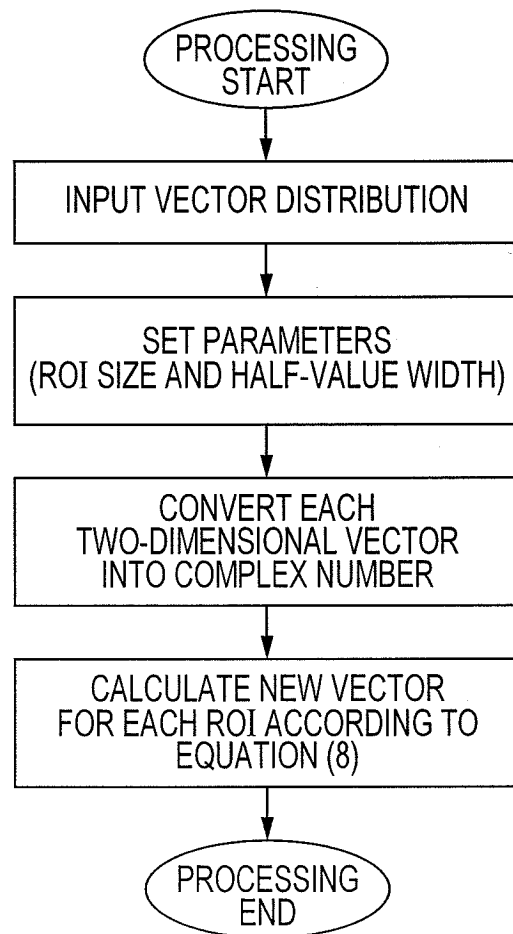 PROCESSING
START
INPUT VECTOR DISTRIBUTION
SET PARAMETERS
(ROI SIZE AND HALF-VALUE WIDTH)
CONVERT EACH
TWO-DIMENSIONAL VECTOR
INTO COMPLEX NUMBER
CALCULATE NEW VECTOR
FOR EACH ROI ACCORDING TO
EQUATION (8)
PROCESSING
END